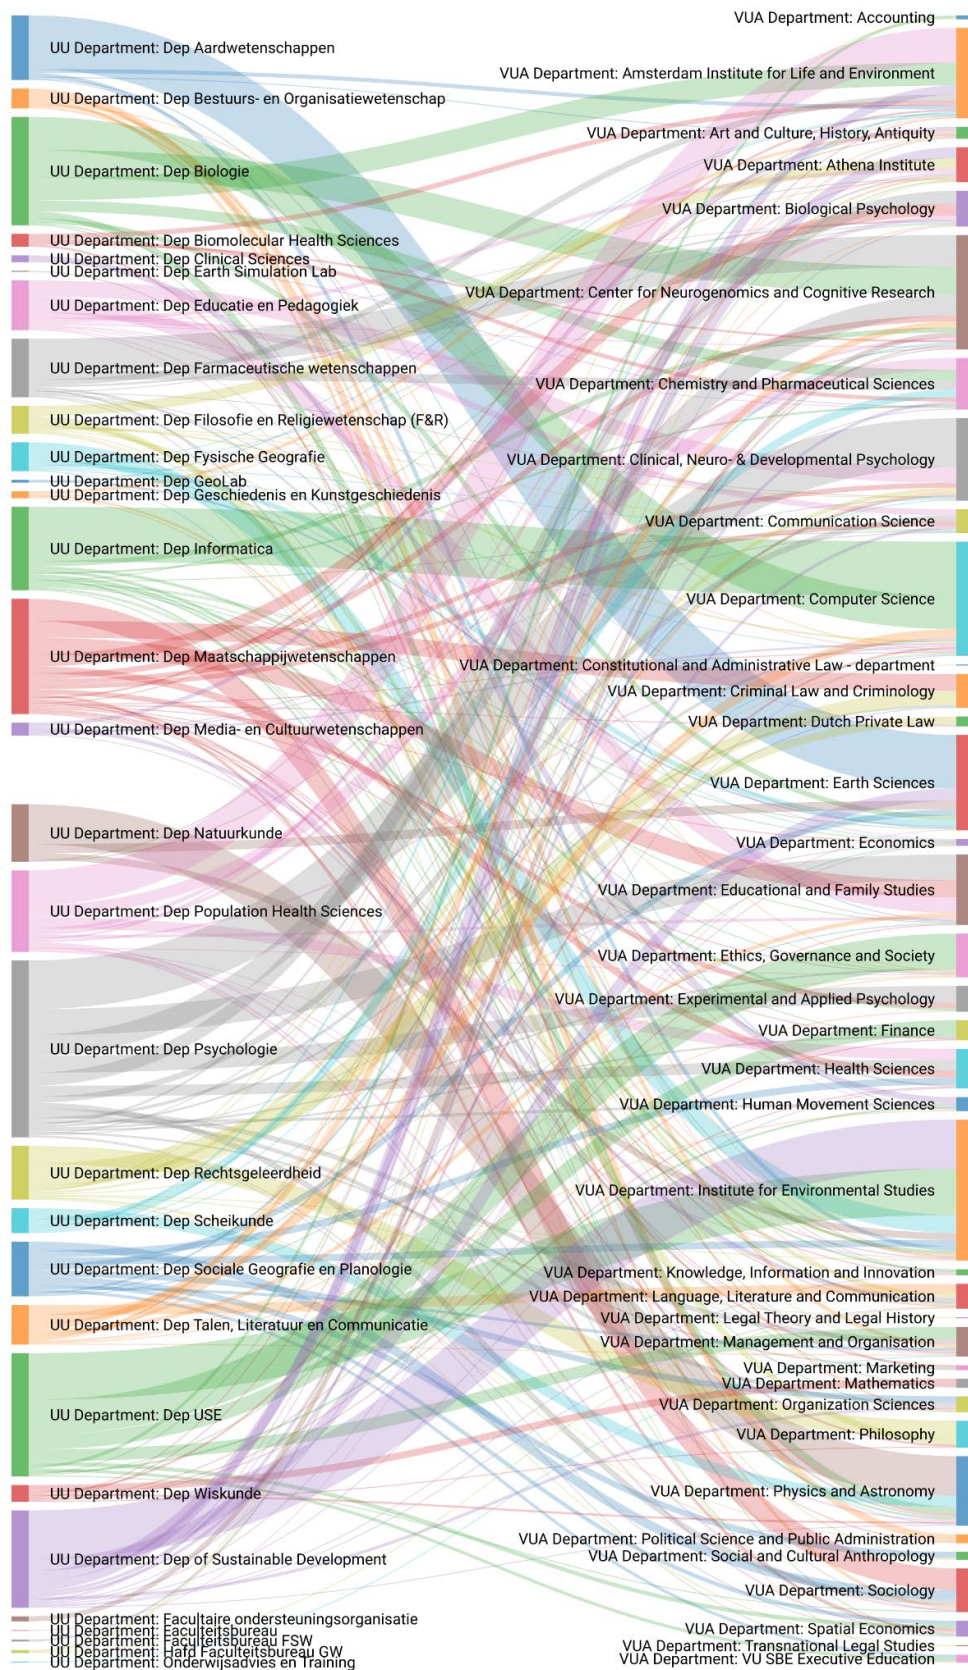 UU Department: Dep Aardwetenschappen
UU Department: Dep Bestuurs- en Organisatiewetenschap
UU Department: Dep Biologie
UU Department: Dep Biomolecular Health Sciences
UU Department: Dep Clinical Sciences
UU Department: Dep Earth Simulation Lab
UU Department: Dep Educatie en Pedagogiek
UU Department: Dep Farmaceutische wetenschappen
UU Department: Dep Filosofie en Religiewetenschap (F&R)
UU Department: Dep Fysische Geografie
UU Department: Dep GeoLab
UU Department: Dep Geschiedenis en Kunstgeschiedenis
UU Department: Dep Informatica
UU Department: Dep Maatschappijwetenschappen
UU Department: Dep Media- en Cultuurwetenschappen
UU Department: Dep Natuurkunde
UU Department: Dep Population Health Sciences
UU Department: Dep Psychologie
UU Department: Dep Rechtsgeleerdheid
UU Department: Dep Scheikunde
UU Department: Dep Sociale Geografie en Planologie
UU Department: Dep Talen, Literatuur en Communicatie
UU Department: Dep USE
UU Department: Dep Wiskunde
UU Department: Dep of Sustainable Development
UU Department: Facultaire ondersteuningsorganisatie
UU Department: Faculteitsbureau
UU Department: Faculteitsbureau FSW
UU Department: Hafd Faculteitsbureau GW
UU Department: Onderwijsadvies en Training
VUA Department: Accounting
VUA Department: Amsterdam Institute for Life and Environment
VUA Department: Art and Culture, History, Antiquity
VUA Department: Athena Institute
VUA Department: Biological Psychology
VUA Department: Center for Neurogenomics and Cognitive Research
VUA Department: Chemistry and Pharmaceutical Sciences
VUA Department: Clinical, Neuro- & Developmental Psychology
VUA Department: Communication Science
VUA Department: Computer Science
VUA Department: Constitutional and Administrative Law - department
VUA Department: Criminal Law and Criminology
VUA Department: Dutch Private Law
VUA Department: Earth Sciences
VUA Department: Economics
VUA Department: Educational and Family Studies
VUA Department: Ethics, Governance and Society
VUA Department: Experimental and Applied Psychology
VUA Department: Finance
VUA Department: Health Sciences
VUA Department: Human Movement Sciences
VUA Department: Institute for Environmental Studies
VUA Department: Knowledge, Information and Innovation
VUA Department: Language, Literature and Communication
VUA Department: Legal Theory and Legal History
VUA Department: Management and Organisation
VUA Department: Marketing
VUA Department: Mathematics
VUA Department: Organization Sciences
VUA Department: Philosophy
VUA Department: Physics and Astronomy
VUA Department: Political Science and Public Administration
VUA Department: Social and Cultural Anthropology
VUA Department: Sociology
VUA Department: Spatial Economics
VUA Department: Transnational Legal Studies
VUA Department: VU SBE Executive Education